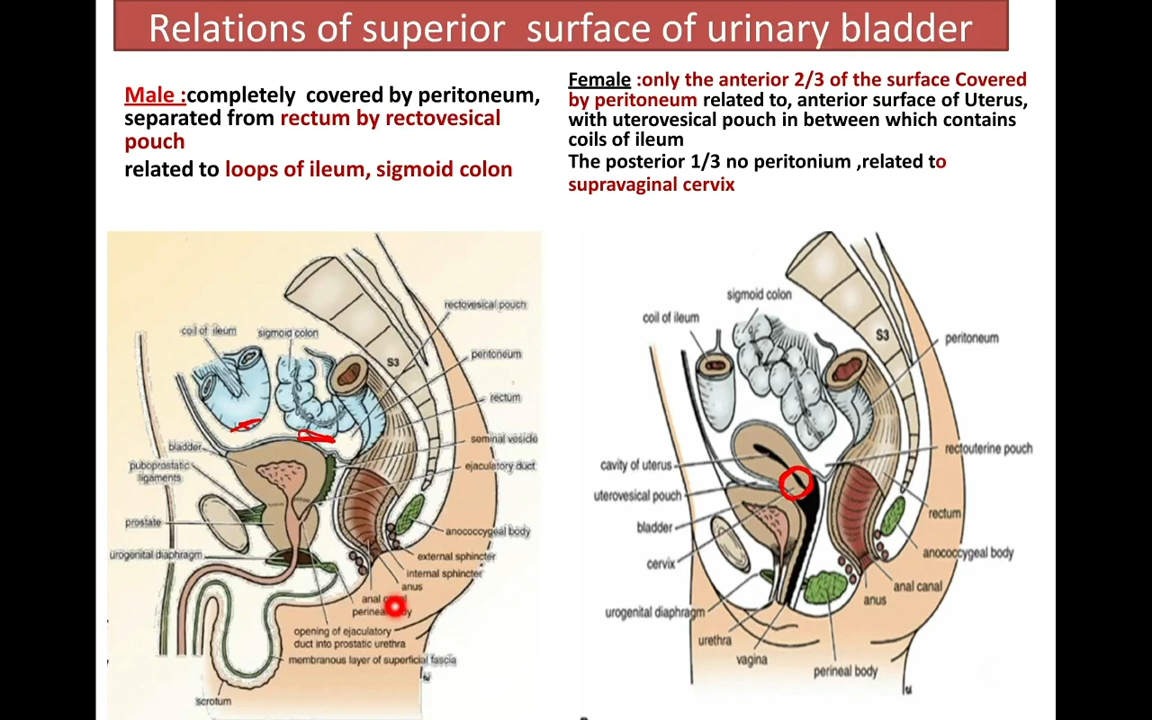 Relations of superior surface of urinary bladder
Male :completely covered by peritoneum,
separated from rectum by rectovesical
pouch
related to loops of ileum, sigmoid colon
Female :only the anterior 2/3 of the surface Covered
by peritoneum related to, anterior surface of Uterus,
with uterovesical pouch in between which contains
coils of ileum
The posterior 1/3 no peritonium ,related to
supravaginal cervix
rectovesical pouch
coil of ileum
sigmoid colon
S3
peritoneum
rectum
seminal vesicle
bladder
puboprostatic
ligaments
ejaculatory duct
prostate
anococcygeal body
urogenital diaphragm
external sphincter
internal sphincter
anus
anal
perineal
opening of ejaculatory
duct into prostatic urethra
membranous layer of superficial fascia
scrotum
sigmoid colon
coil of ileum
S3
peritoneum
rectouterine pouch
cavity of uterus
uterovesical pouch
rectum
bladder
anococcygeal body
cervix
anal canal
anus
urogenital diaphragm
urethra
vagina
perineal body